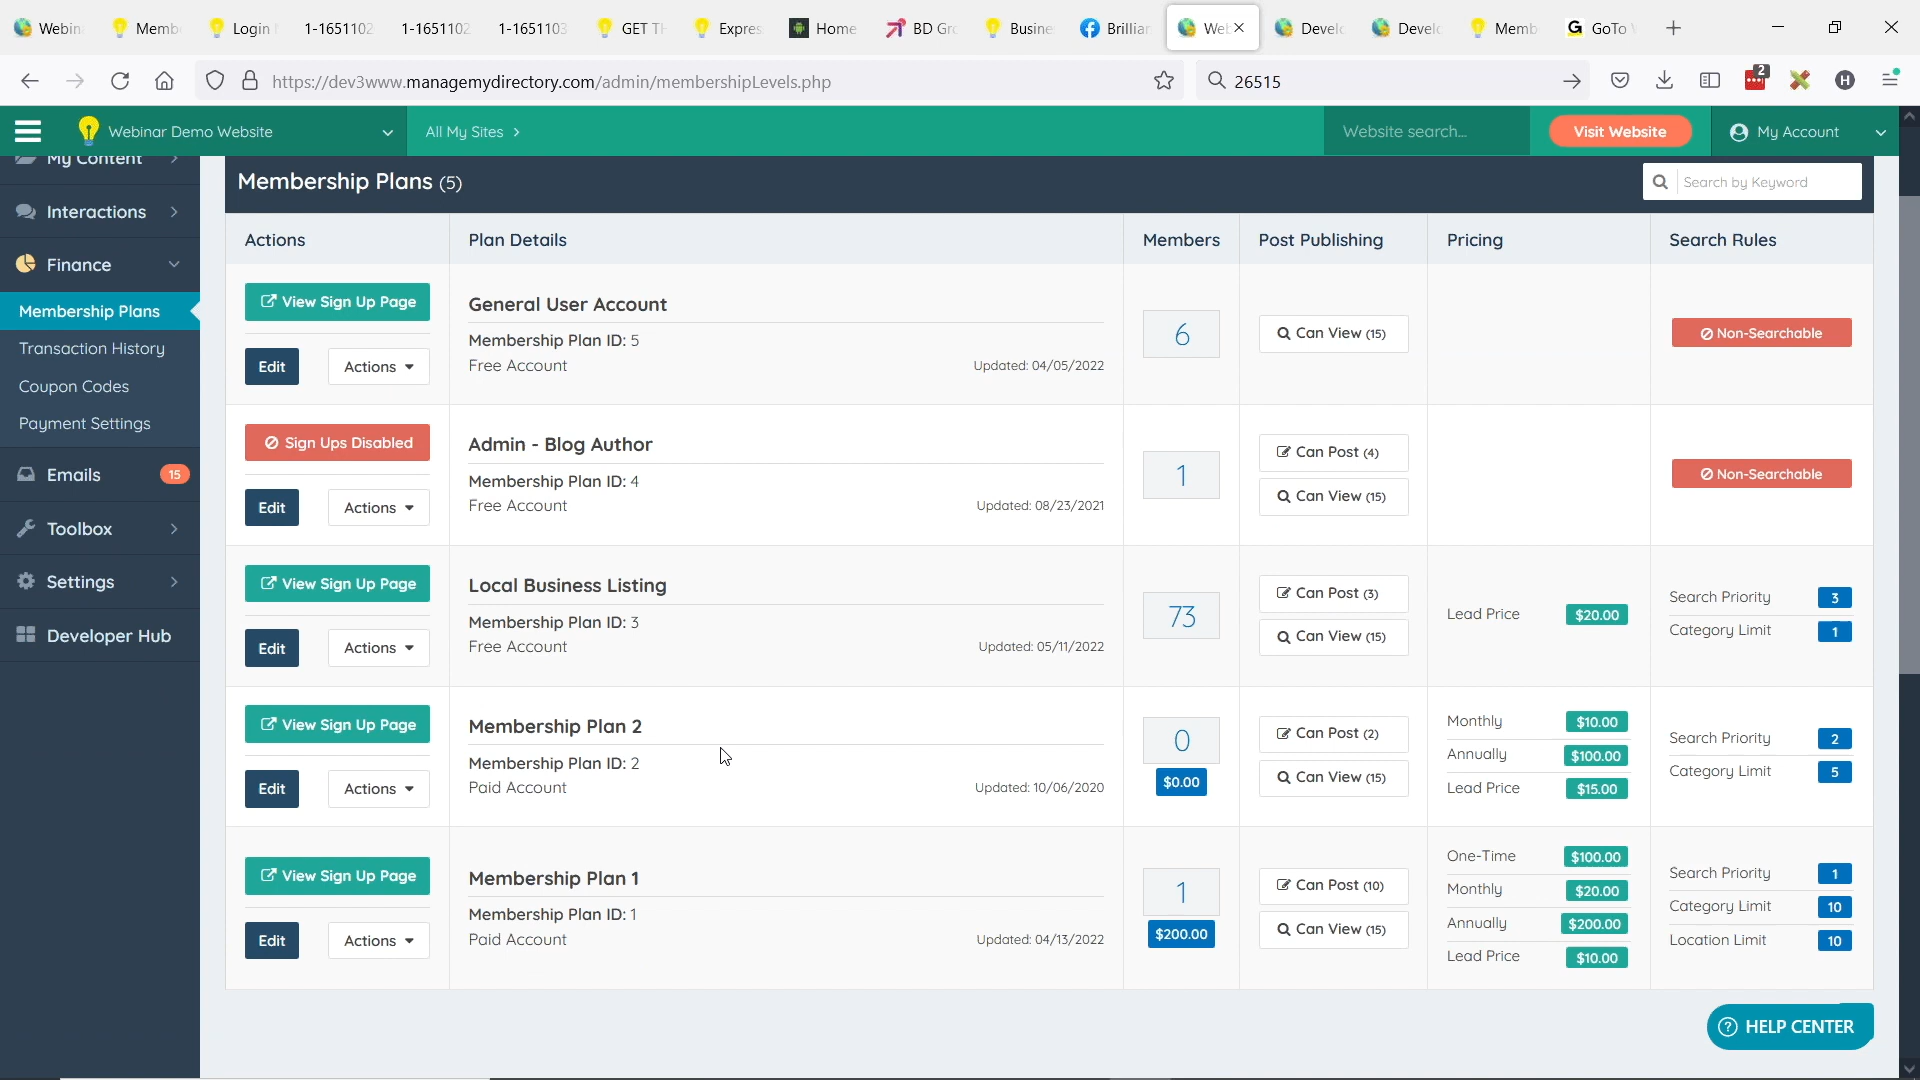 Webin
Memb
Login
1-1651102
1-1651102
1-1651103
GET TH
Expres
Home
BD Gro
Busine
Brillian
Web
Develo
Develo
Memb
GoTo
https://dev3www.managemydirectory.com/admin/membershipLevels.php
26515
2
H
Webinar Demo Website
All My Sites >
Website search...
Visit Website
My Account
My Content
Interactions
Finance
Membership Plans
Transaction History
Coupon Codes
Payment Settings
Emails 15
Toolbox
Settings
Developer Hub
Membership Plans (5)
Search by Keyword
Actions Plan Details Members Post Publishing Pricing Search Rules
View Sign Up Page
Edit Actions
General User Account
Membership Plan ID: 5
Free Account Updated: 04/05/2022
6
Can View (15)
Non-Searchable
Sign Ups Disabled
Edit Actions
Admin - Blog Author
Membership Plan ID: 4
Free Account Updated: 08/23/2021
1
Can Post (4)
Can View (15)
Non-Searchable
View Sign Up Page
Edit Actions
Local Business Listing
Membership Plan ID: 3
Free Account Updated: 05/11/2022
73
Can Post (3)
Can View (15)
Lead Price $20.00
Search Priority 3
Category Limit 1
View Sign Up Page
Edit Actions
Membership Plan 2
Membership Plan ID: 2
Paid Account Updated: 10/06/2020
0
$0.00
Can Post (2)
Can View (15)
Monthly $10.00
Annually $100.00
Lead Price $15.00
Search Priority 2
Category Limit 5
View Sign Up Page
Edit Actions
Membership Plan 1
Membership Plan ID: 1
Paid Account Updated: 04/13/2022
1
$200.00
Can Post (10)
Can View (15)
One-Time $100.00
Monthly $20.00
Annually $200.00
Lead Price $10.00
Search Priority 1
Category Limit 10
Location Limit 10
HELP CENTER